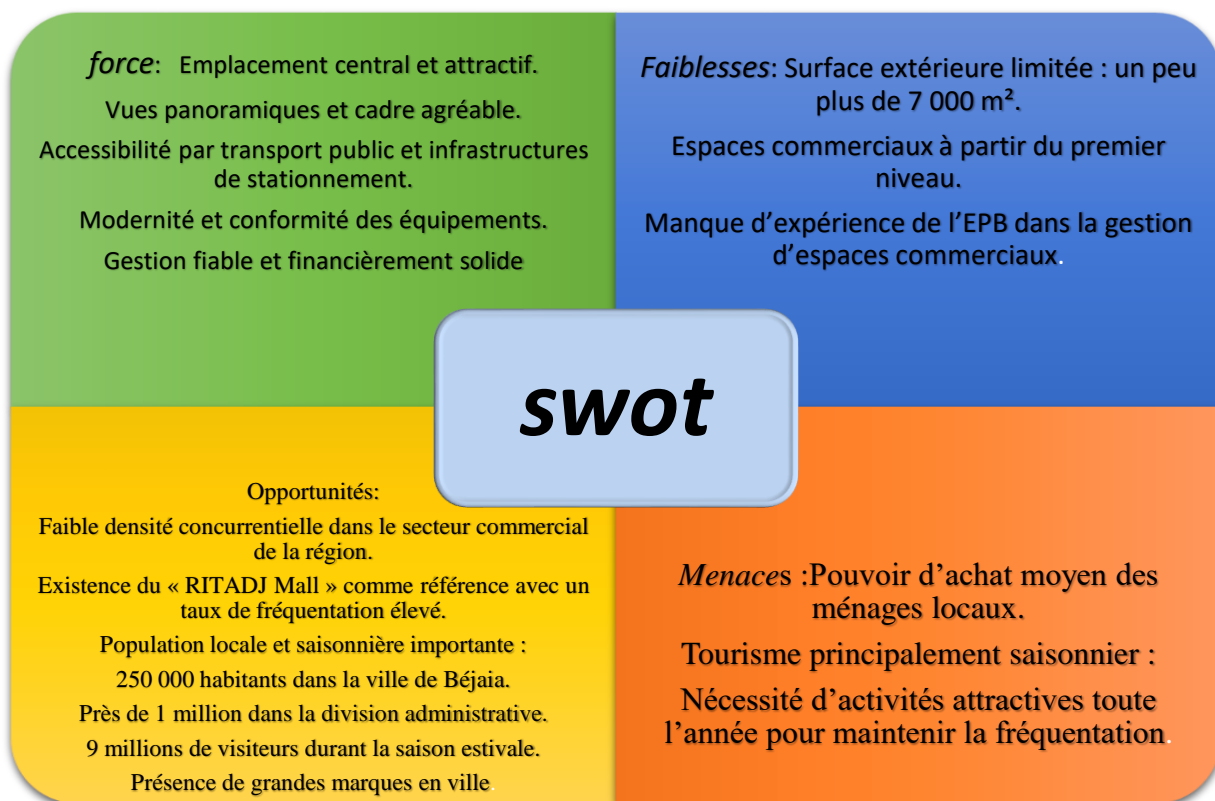 force: Emplacement central et attractif.
Vues panoramiques et cadre agréable.
Accessibilité par transport public et infrastructures
de stationnement.
Modernité et conformité des équipements.
Gestion fiable et financièrement solide
Faiblesses: Surface extérieure limitée : un peu
plus de 7 000 m².
Espaces commerciaux à partir du premier
niveau.
Manque d’expérience de l’EPB dans la gestion
d’espaces commerciaux.
swot
Opportunités:
Faible densité concurrentielle dans le secteur commercial
de la région.
Existence du « RITADJ Mall » comme référence avec un
taux de fréquentation élevé.
Population locale et saisonnière importante :
250 000 habitants dans la ville de Béjaia.
Près de 1 million dans la division administrative.
9 millions de visiteurs durant la saison estivale.
Présence de grandes marques en ville.
Menaces :Pouvoir d’achat moyen des
ménages locaux.
Tourisme principalement saisonnier :
Nécessité d’activités attractives toute
l’année pour maintenir la fréquentation.